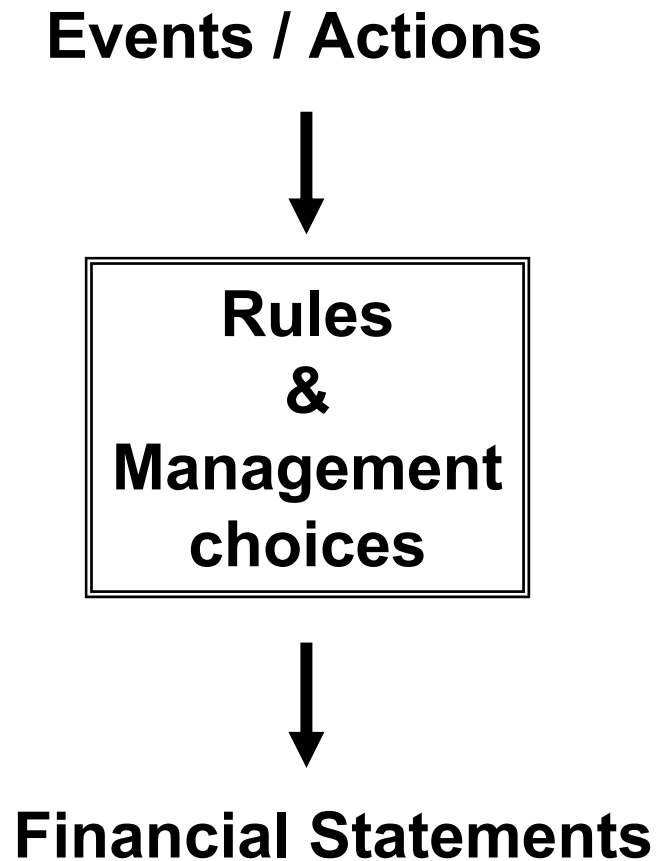 Events / Actions
Rules
&
Management
choices
Financial Statements